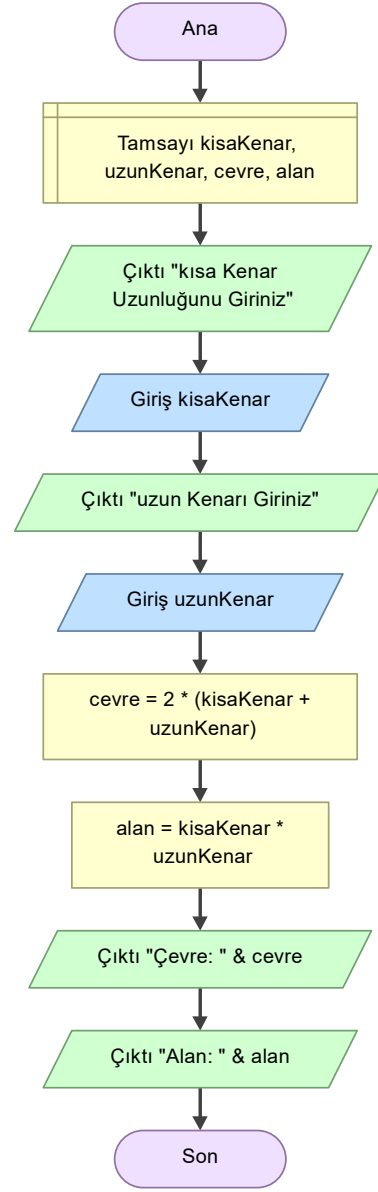 Ana
Tamsayı kisaKenar,
uzunKenar, cevre, alan
Çıktı "kısa Kenar
Uzunluğunu Giriniz"
Giriş kisaKenar
Çıktı "uzun Kenarı Giriniz"
Giriş uzunKenar
cevre = 2 * (kisaKenar +
uzunKenar)
alan = kisaKenar *
uzunKenar
Çıktı "Çevre: " & cevre
Çıktı "Alan: " & alan
Son